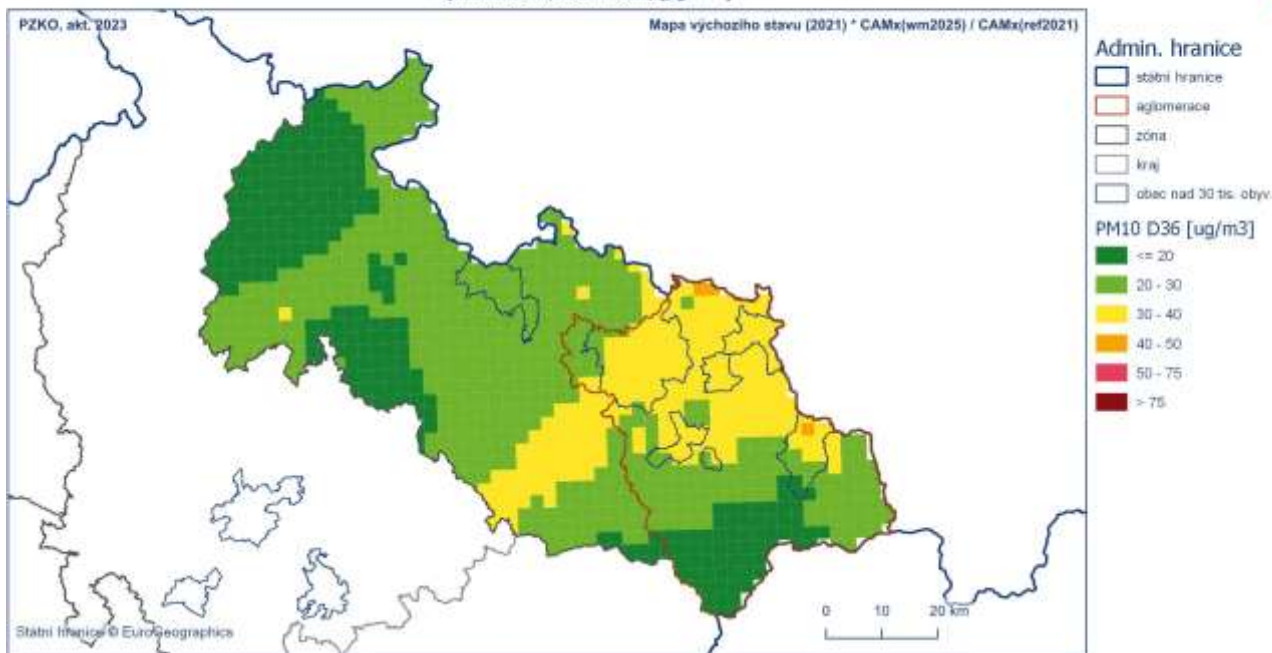 PZKO, akt. 2023
Mapa výchozího stavu (2021) * CAMx(wm2025) / CAMx(ref2021)
Admin. hranice
státní hranice
aglomerace
zóna
kraj
obec nad 30 tis. obyv.
PM10 D36 [ug/m3]
<= 20
20 - 30
30 - 40
40 - 50
50 - 75
> 75
0 10 20 km
Státní hranice © EuroGeographics